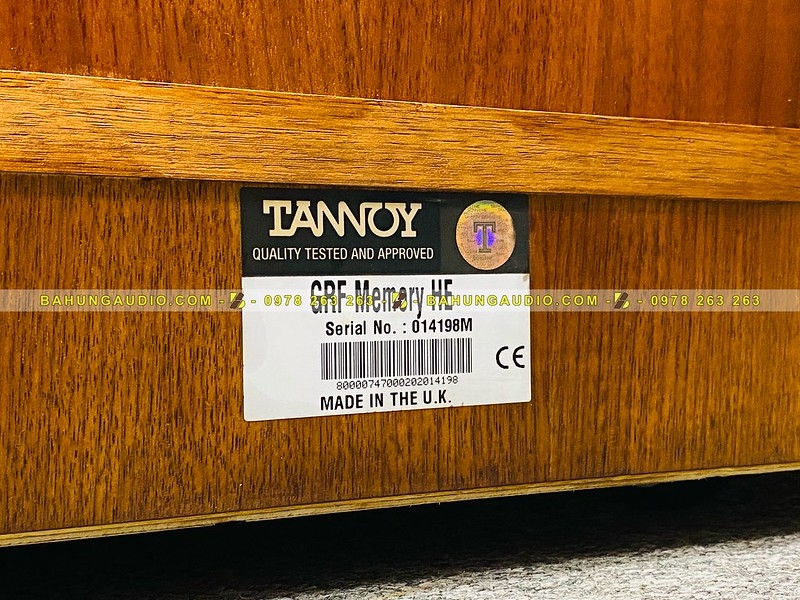 TANNOY
QUALITY TESTED AND APPROVED
T
GRF Memory HE
BAHUNGAUDIO.COM - - 0978 263 263 - - BAHUNGAUDIO.COM - - 0978 263 263
Serial No. : 014198M
80000747000202014198
CE
MADE IN THE U.K.